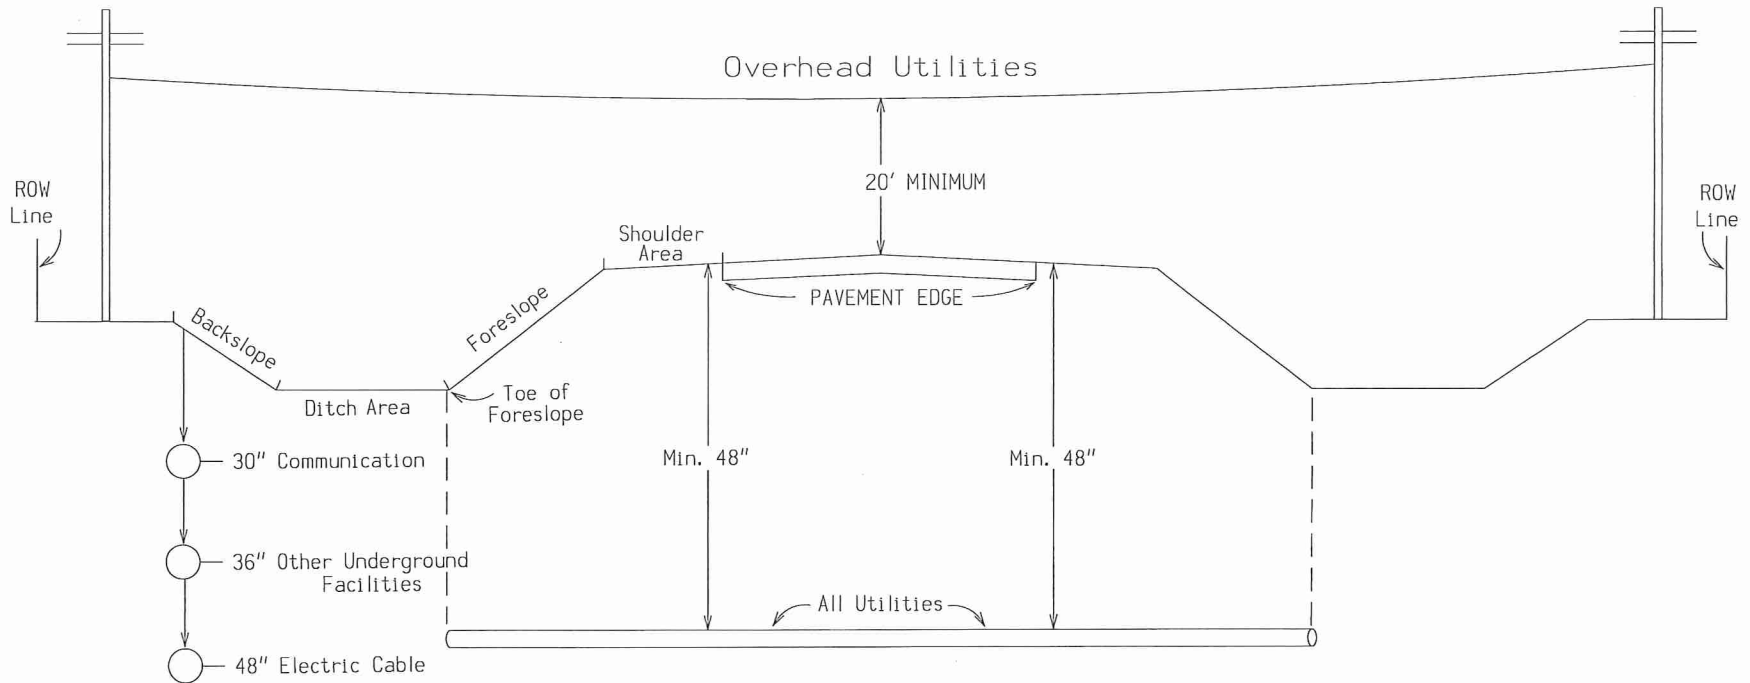 Overhead Utilities
20' MINIMUM
ROW
Line
ROW
Line
Shoulder
Area
PAVEMENT EDGE
Backslope
Foreslope
Ditch Area
Toe of
Foreslope
30" Communication
Min. 48"
Min. 48"
36" Other Underground
Facilities
All Utilities
48" Electric Cable